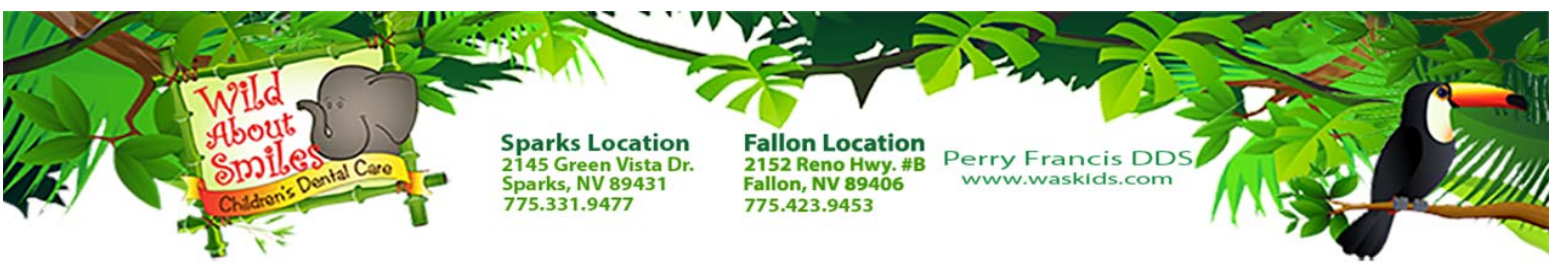 Wild
About
Smiles
Children's Dental Care
Sparks Location
2145 Green Vista Dr.
Sparks, NV 89431
775.331.9477
Fallon Location
2152 Reno Hwy. #B
Fallon, NV 89406
775.423.9453
Perry Francis DDS
www.waskids.com